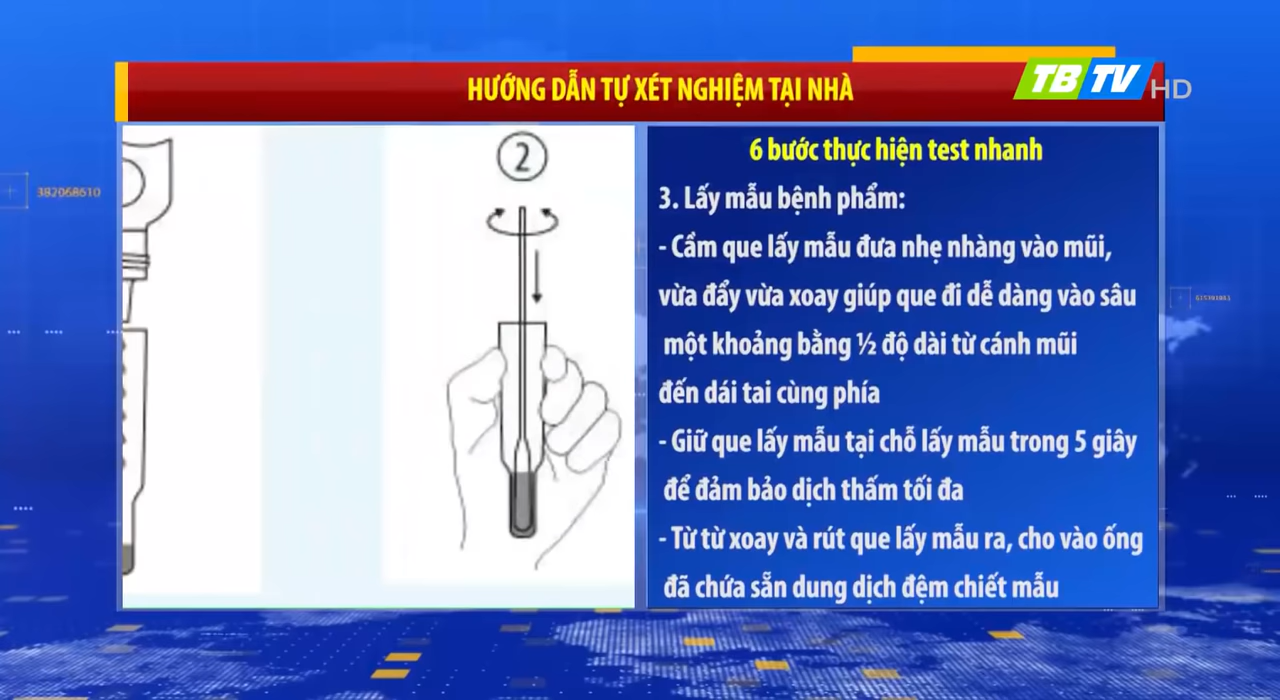 HƯỚNG DẪN TỰ XÉT NGHIỆM TẠI NHÀ
TBTV HD
382068610
2
6 bước thực hiện test nhanh
3. Lấy mẫu bệnh phẩm:
- Cầm que lấy mẫu đưa nhẹ nhàng vào mũi,
vừa đẩy vừa xoay giúp que đi dễ dàng vào sâu
một khoảng bằng ½ độ dài từ cánh mũi
đến dái tai cùng phía
- Giữ que lấy mẫu tại chỗ lấy mẫu trong 5 giây
để đảm bảo dịch thấm tối đa
- Từ từ xoay và rút que lấy mẫu ra, cho vào ống
đã chứa sẵn dung dịch đệm chiết mẫu